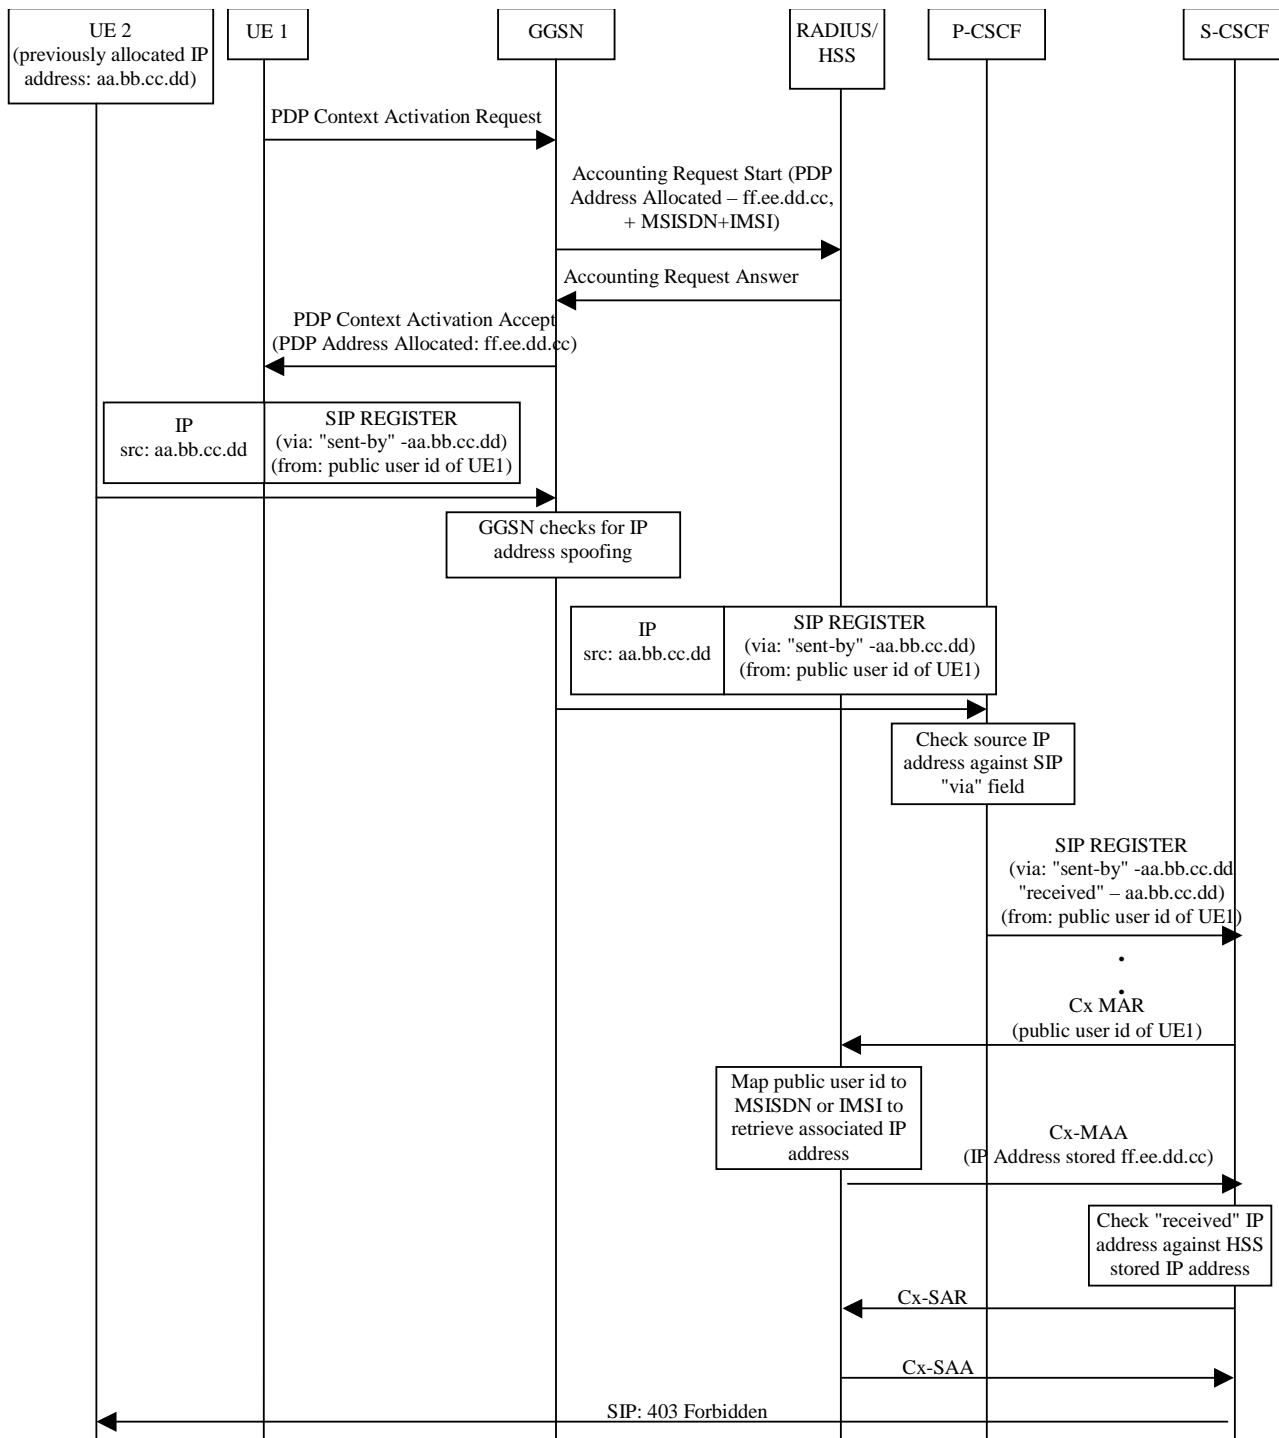 UE 2
(previously allocated IP
address: aa.bb.cc.dd)
UE 1
GGSN
RADIUS/
HSS
P-CSCF
S-CSCF
PDP Context Activation Request
Accounting Request Start (PDP
Address Allocated – ff.ee.dd.cc,
+ MSISDN+IMSI)
Accounting Request Answer
PDP Context Activation Accept
(PDP Address Allocated: ff.ee.dd.cc)
IP
src: aa.bb.cc.dd
SIP REGISTER
(via: "sent-by" -aa.bb.cc.dd)
(from: public user id of UE1)
GGSN checks for IP
address spoofing
IP
src: aa.bb.cc.dd
SIP REGISTER
(via: "sent-by" -aa.bb.cc.dd)
(from: public user id of UE1)
Check source IP
address against SIP
"via" field
SIP REGISTER
(via: "sent-by" -aa.bb.cc.dd
"received" – aa.bb.cc.dd)
(from: public user id of UE1)
.
.
Cx MAR
(public user id of UE1)
Map public user id to
MSISDN or IMSI to
retrieve associated IP
address
Cx-MAA
(IP Address stored ff.ee.dd.cc)
Check "received" IP
address against HSS
stored IP address
Cx-SAR
Cx-SAA
SIP: 403 Forbidden